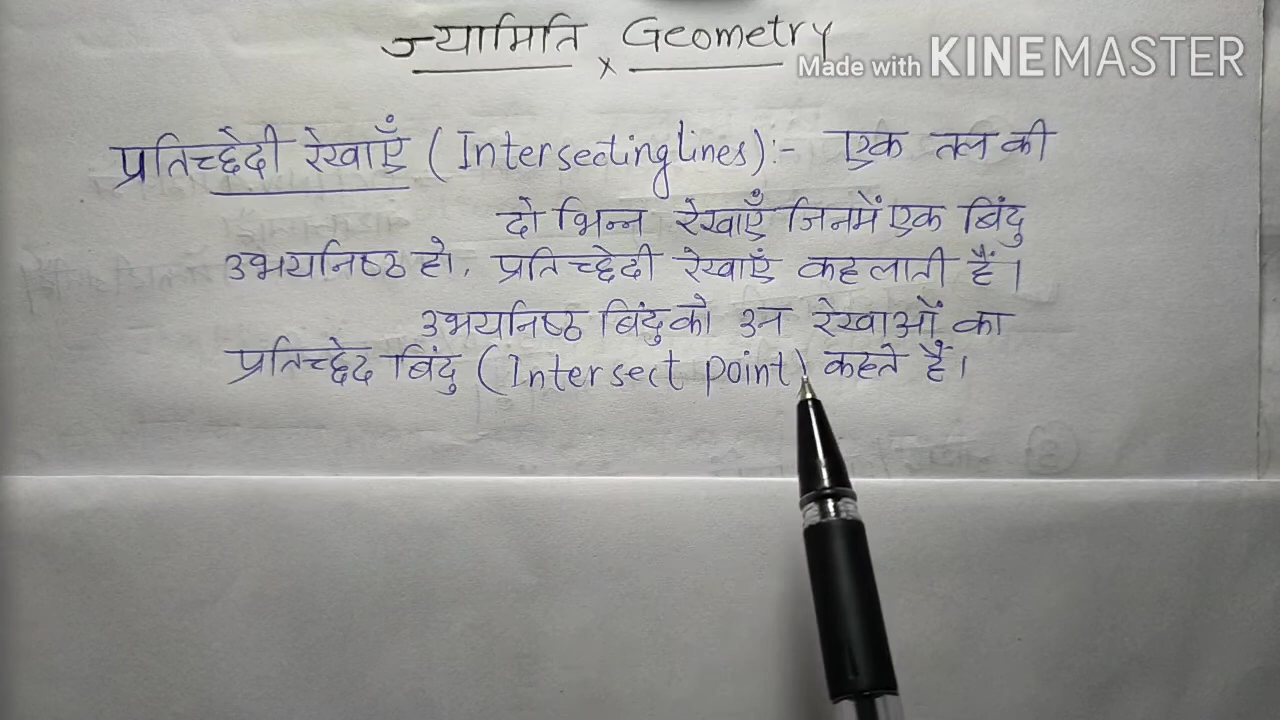 ज्यामिति x Geometry
Made with KINEMASTER
प्रतिच्छेदी रेखाएँ (Intersecting lines):- एक तल की
दो भिन्न रेखाएँ जिनमें एक बिंदु
उभयनिष्ठ हो, प्रतिच्छेदी रेखाएँ कहलाती हैं।
उभयनिष्ठ बिंदु को उन रेखाओं का
प्रतिच्छेद बिंदु (Intersect point) कहते हैं।